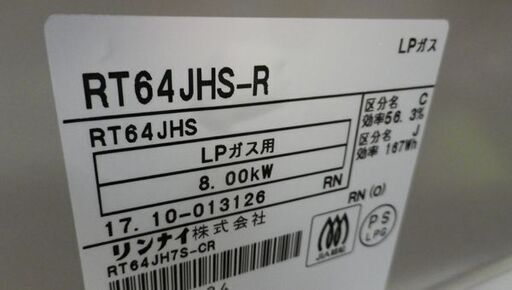 LPガス
RT64JHS-R
RT64JHS
LPガス用
8.00kW
区分名 C
効率56.3%
区分名 J
効率 167Wh
RN
RN (O)
17.10-013126
リンナイ株式会社
RT64JH7S-CR
PS
LPG